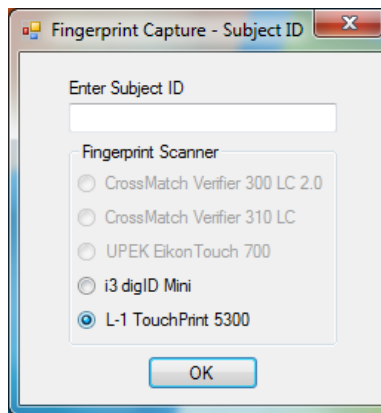 Fingerprint Capture - Subject ID
Enter Subject ID
Fingerprint Scanner
CrossMatch Verifier 300 LC 2.0
CrossMatch Verifier 310 LC
UPEK EikonTouch 700
i3 digID Mini
L-1 TouchPrint 5300
OK